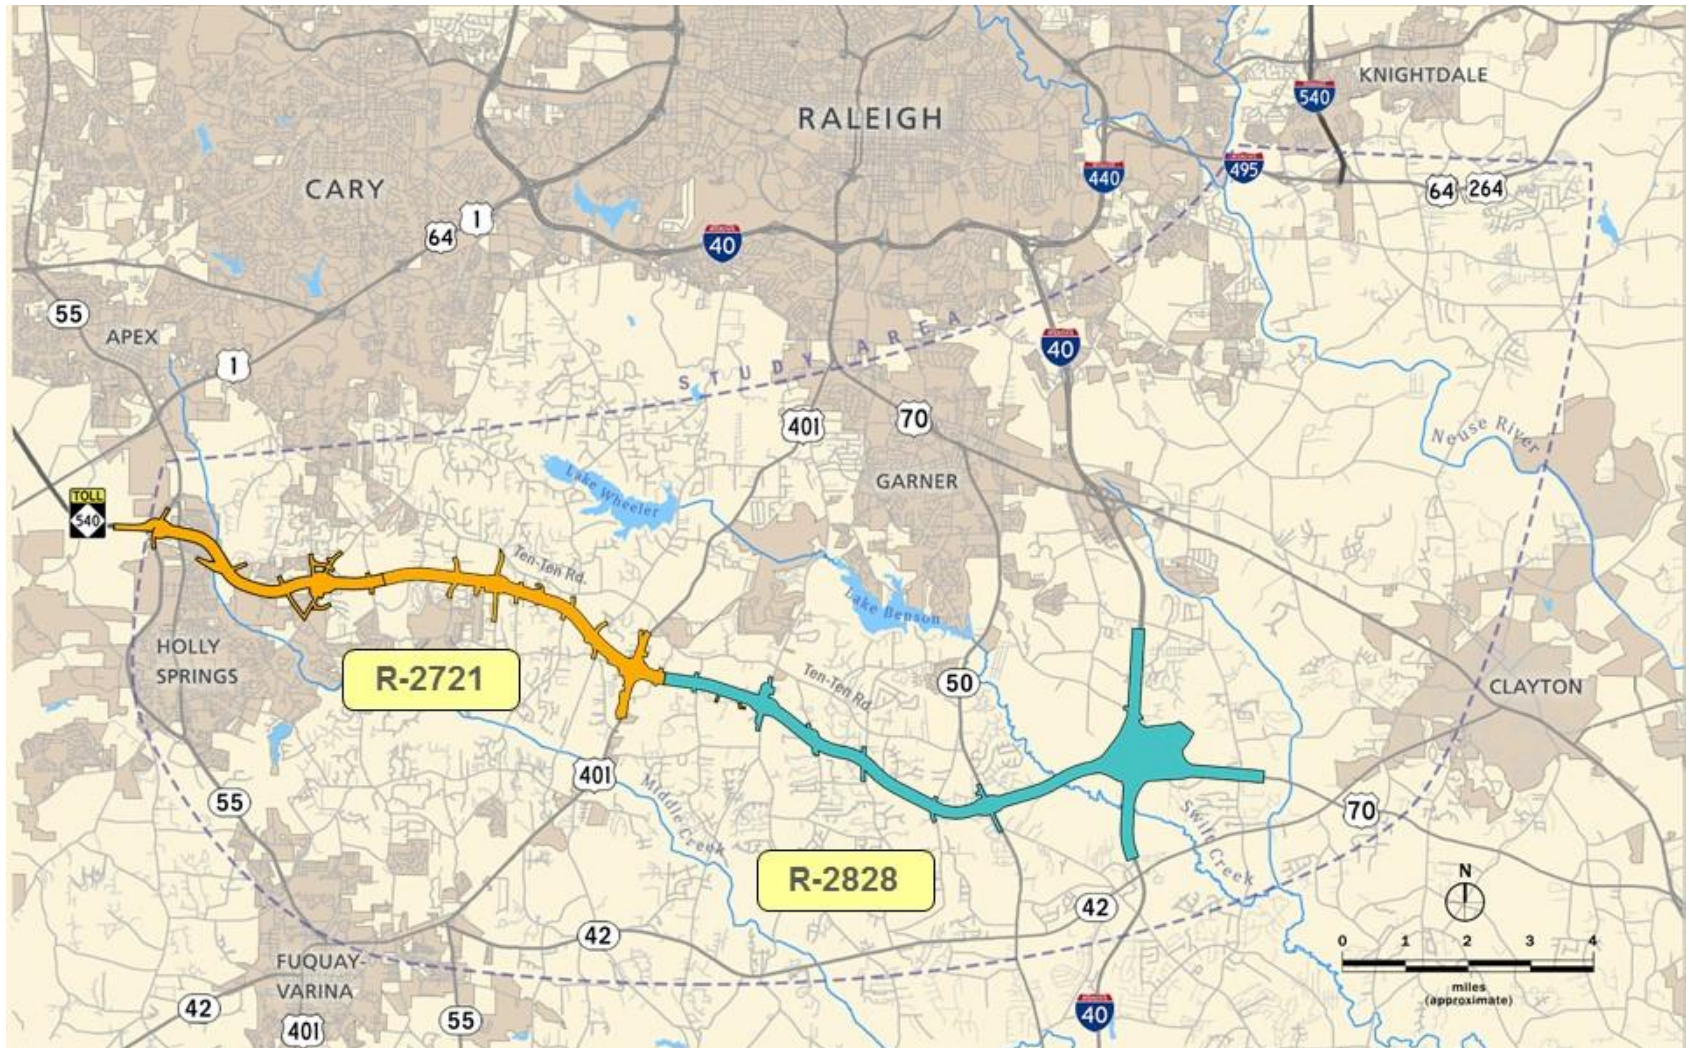 KNIGHTDALE
540
RALEIGH
440
495
64
264
CARY
1
64
40
55
APEX
STUDY AREA
40
1
401
70
Neuse River
GARNER
Lake Wheeler
TOLL
540
Ten-Ten Rd.
Lake Benson
HOLLY
SPRINGS
R-2721
50
Ten-Ten Rd.
CLAYTON
401
55
Middle Creek
70
Swift Creek
R-2828
N
42
42
0 1 2 3 4
miles
(approximate)
FUQUAY-
VARINA
42
401
55
40